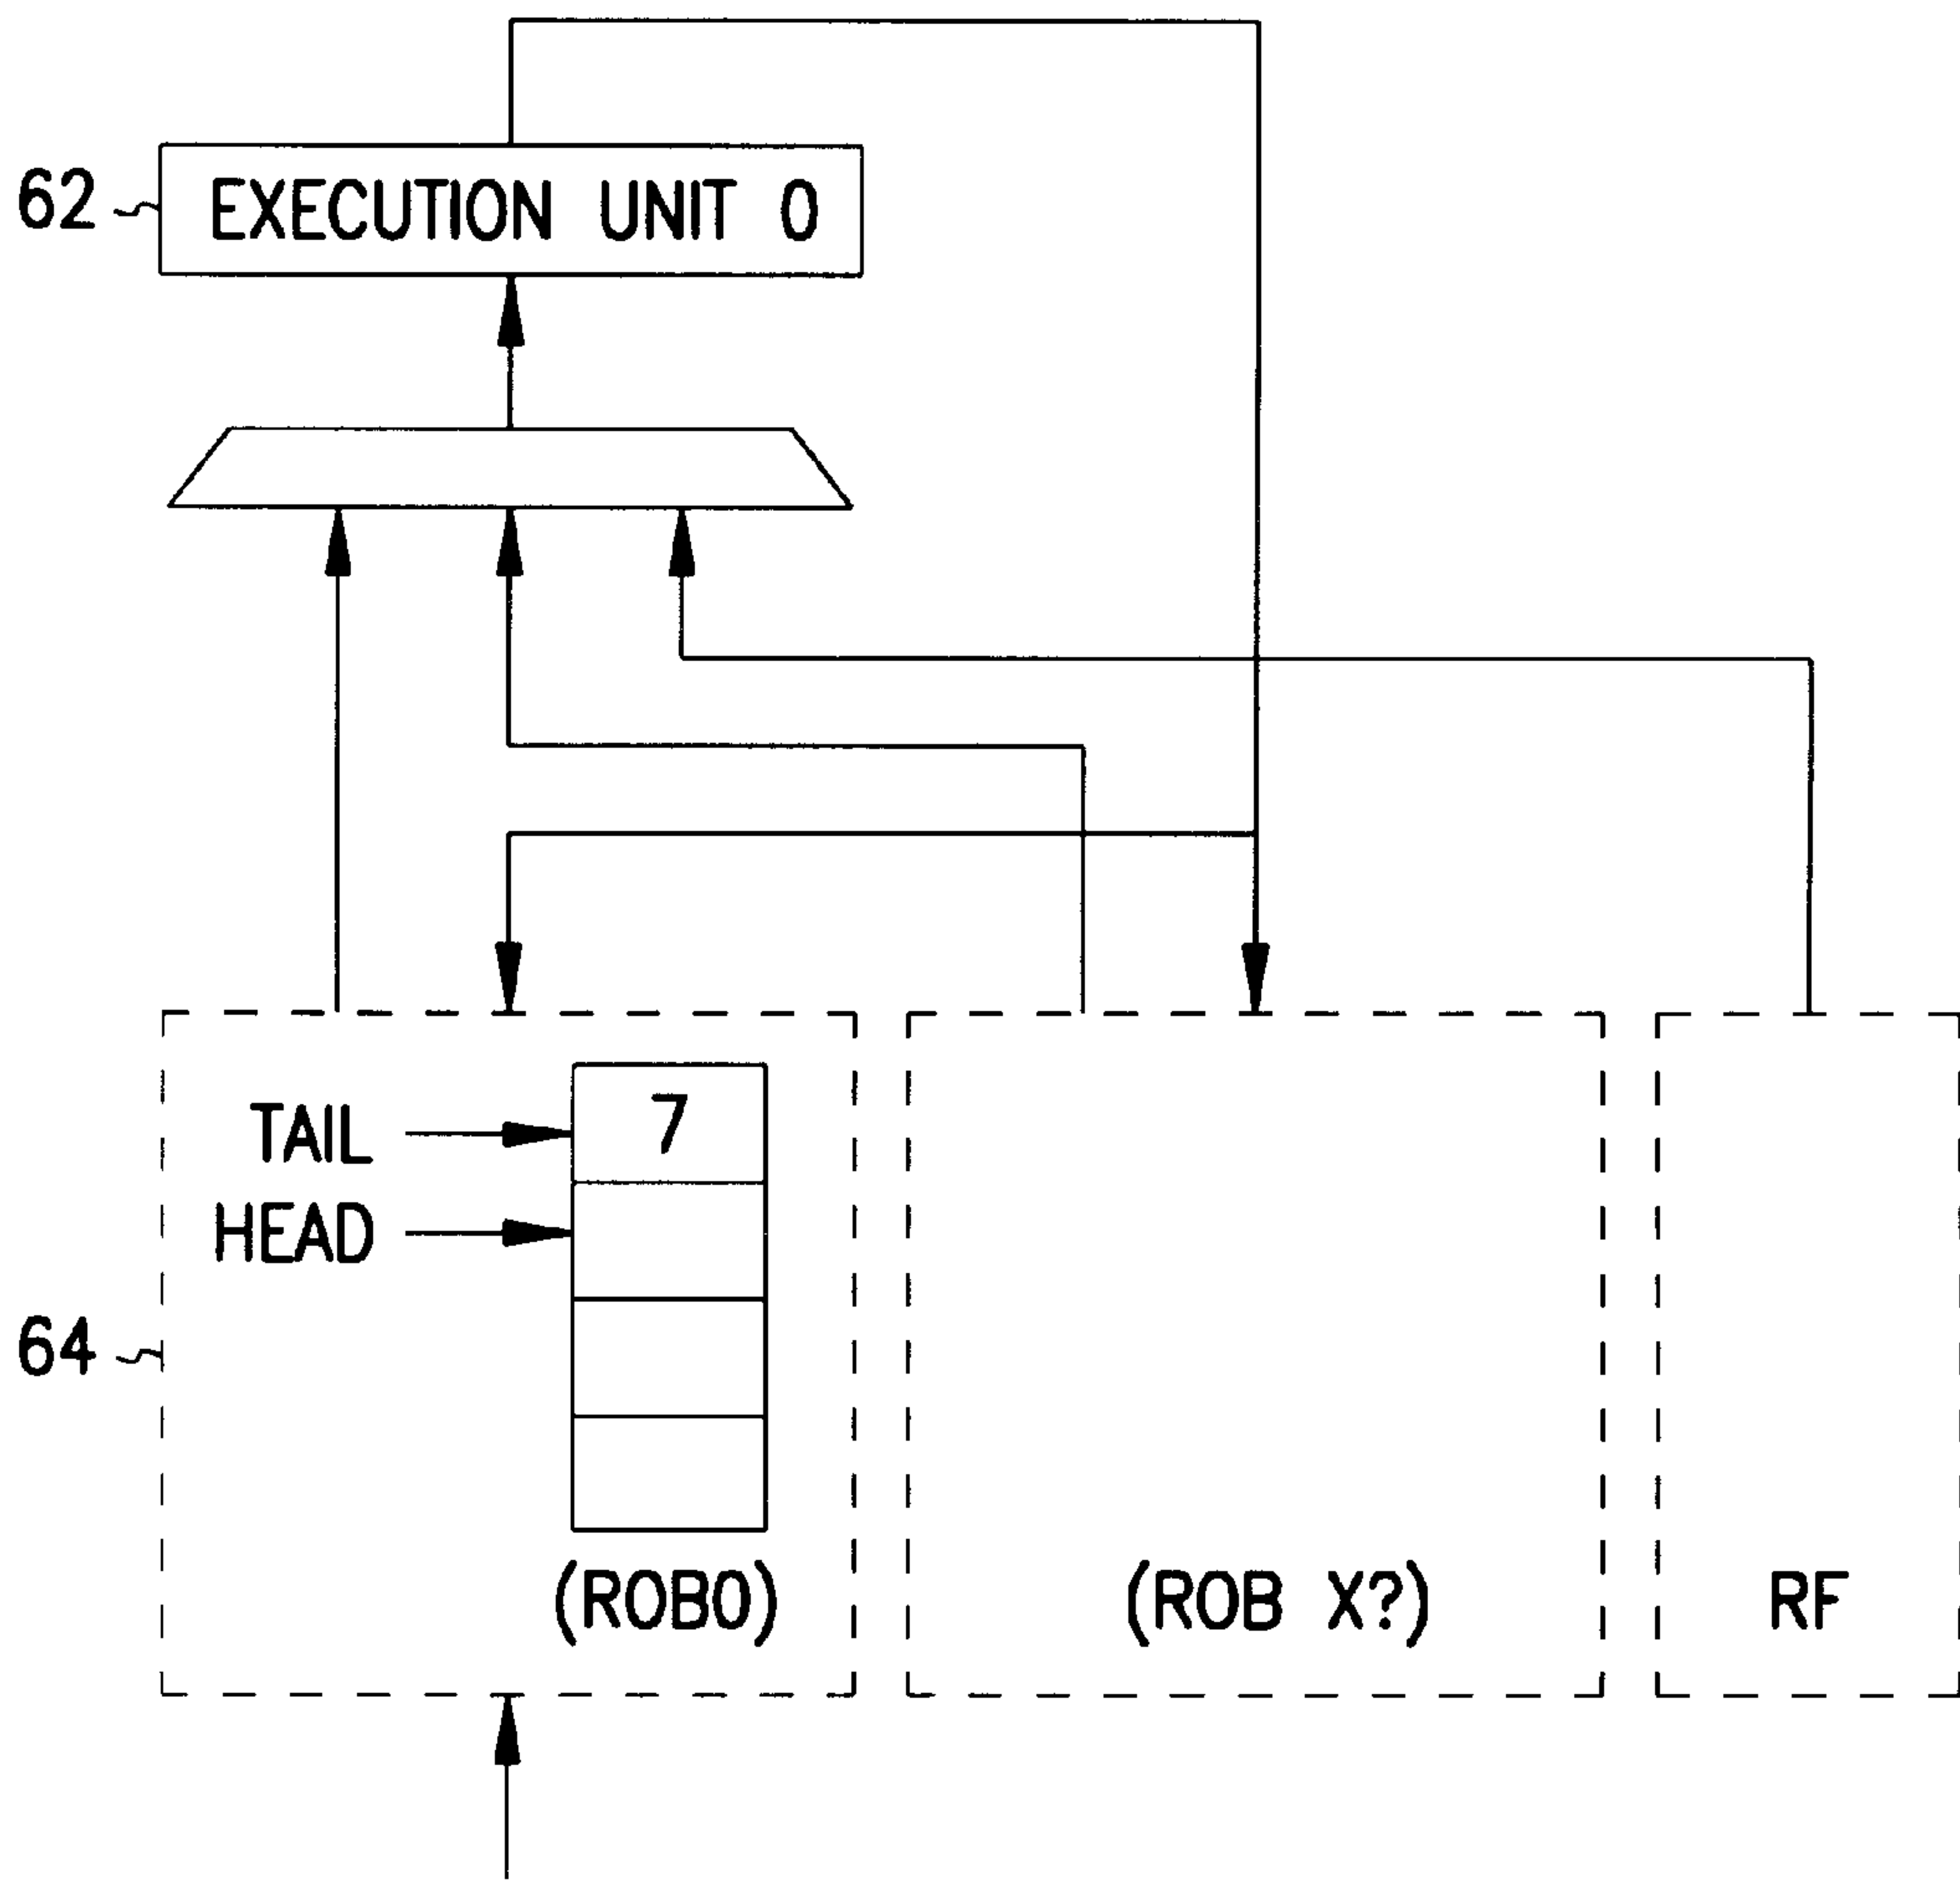 62
EXECUTION UNIT 0
TAIL
7
HEAD
64
(ROB0)
(ROB X?)
RF